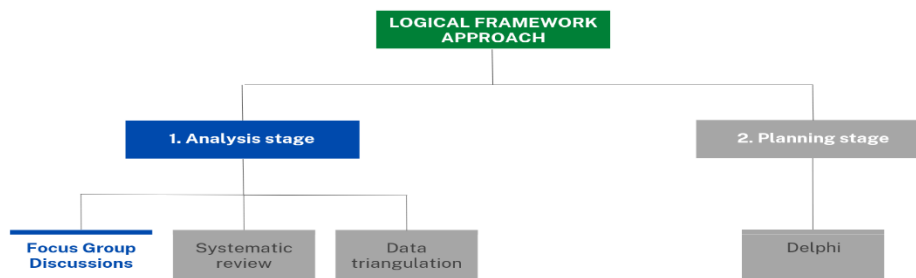 LOGICAL FRAMEWORK
APPROACH
1. Analysis stage
2. Planning stage
Focus Group
Discussions
Systematic
review
Data
triangulation
Delphi